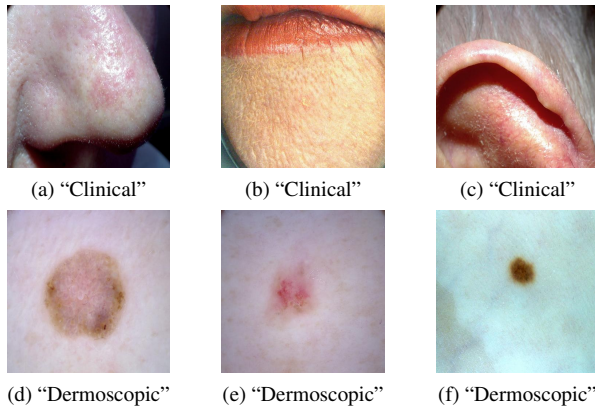 (a) “Clinical”
(b) “Clinical”
(c) “Clinical”
(d) “Dermoscopic”
(e) “Dermoscopic”
(f) “Dermoscopic”